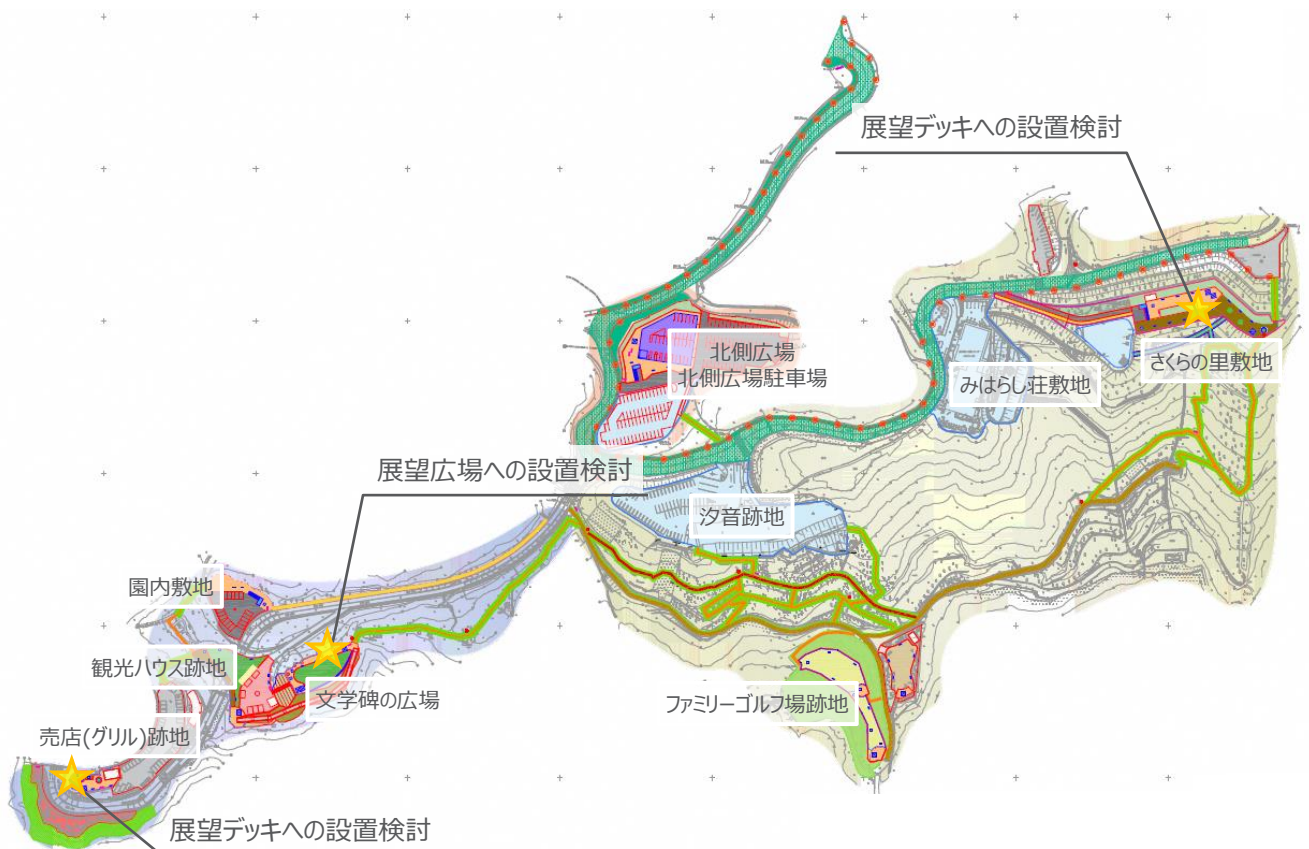 展望デッキへの設置検討
北側広場
北側広場駐車場
みはらし荘敷地
さくらの里敷地
展望広場への設置検討
汐音跡地
園内敷地
観光ハウス跡地
文学碑の広場
ファミリーゴルフ場跡地
売店(グリル)跡地
展望デッキへの設置検討